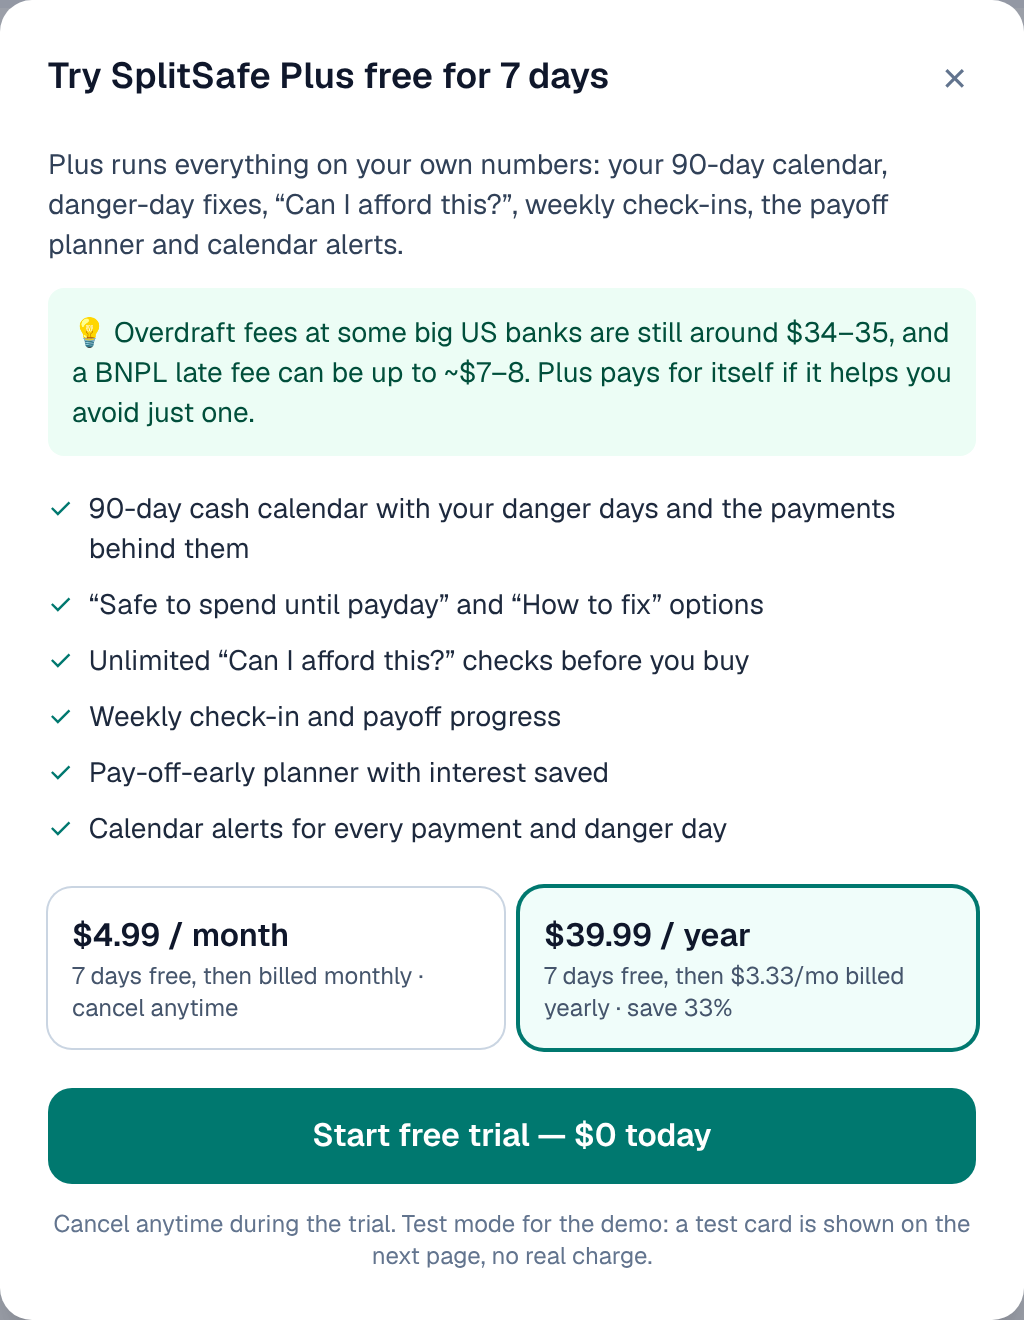 Try SplitSafe Plus free for 7 days
×
Plus runs everything on your own numbers: your 90-day calendar,
danger-day fixes, “Can I afford this?”, weekly check-ins, the payoff
planner and calendar alerts.
💡 Overdraft fees at some big US banks are still around $34–35, and
a BNPL late fee can be up to ~$7–8. Plus pays for itself if it helps you
avoid just one.
✓ 90-day cash calendar with your danger days and the payments
behind them
✓ “Safe to spend until payday” and “How to fix” options
✓ Unlimited “Can I afford this?” checks before you buy
✓ Weekly check-in and payoff progress
✓ Pay-off-early planner with interest saved
✓ Calendar alerts for every payment and danger day
$4.99 / month
7 days free, then billed monthly ·
cancel anytime
$39.99 / year
7 days free, then $3.33/mo billed
yearly · save 33%
Start free trial — $0 today
Cancel anytime during the trial. Test mode for the demo: a test card is shown on the
next page, no real charge.